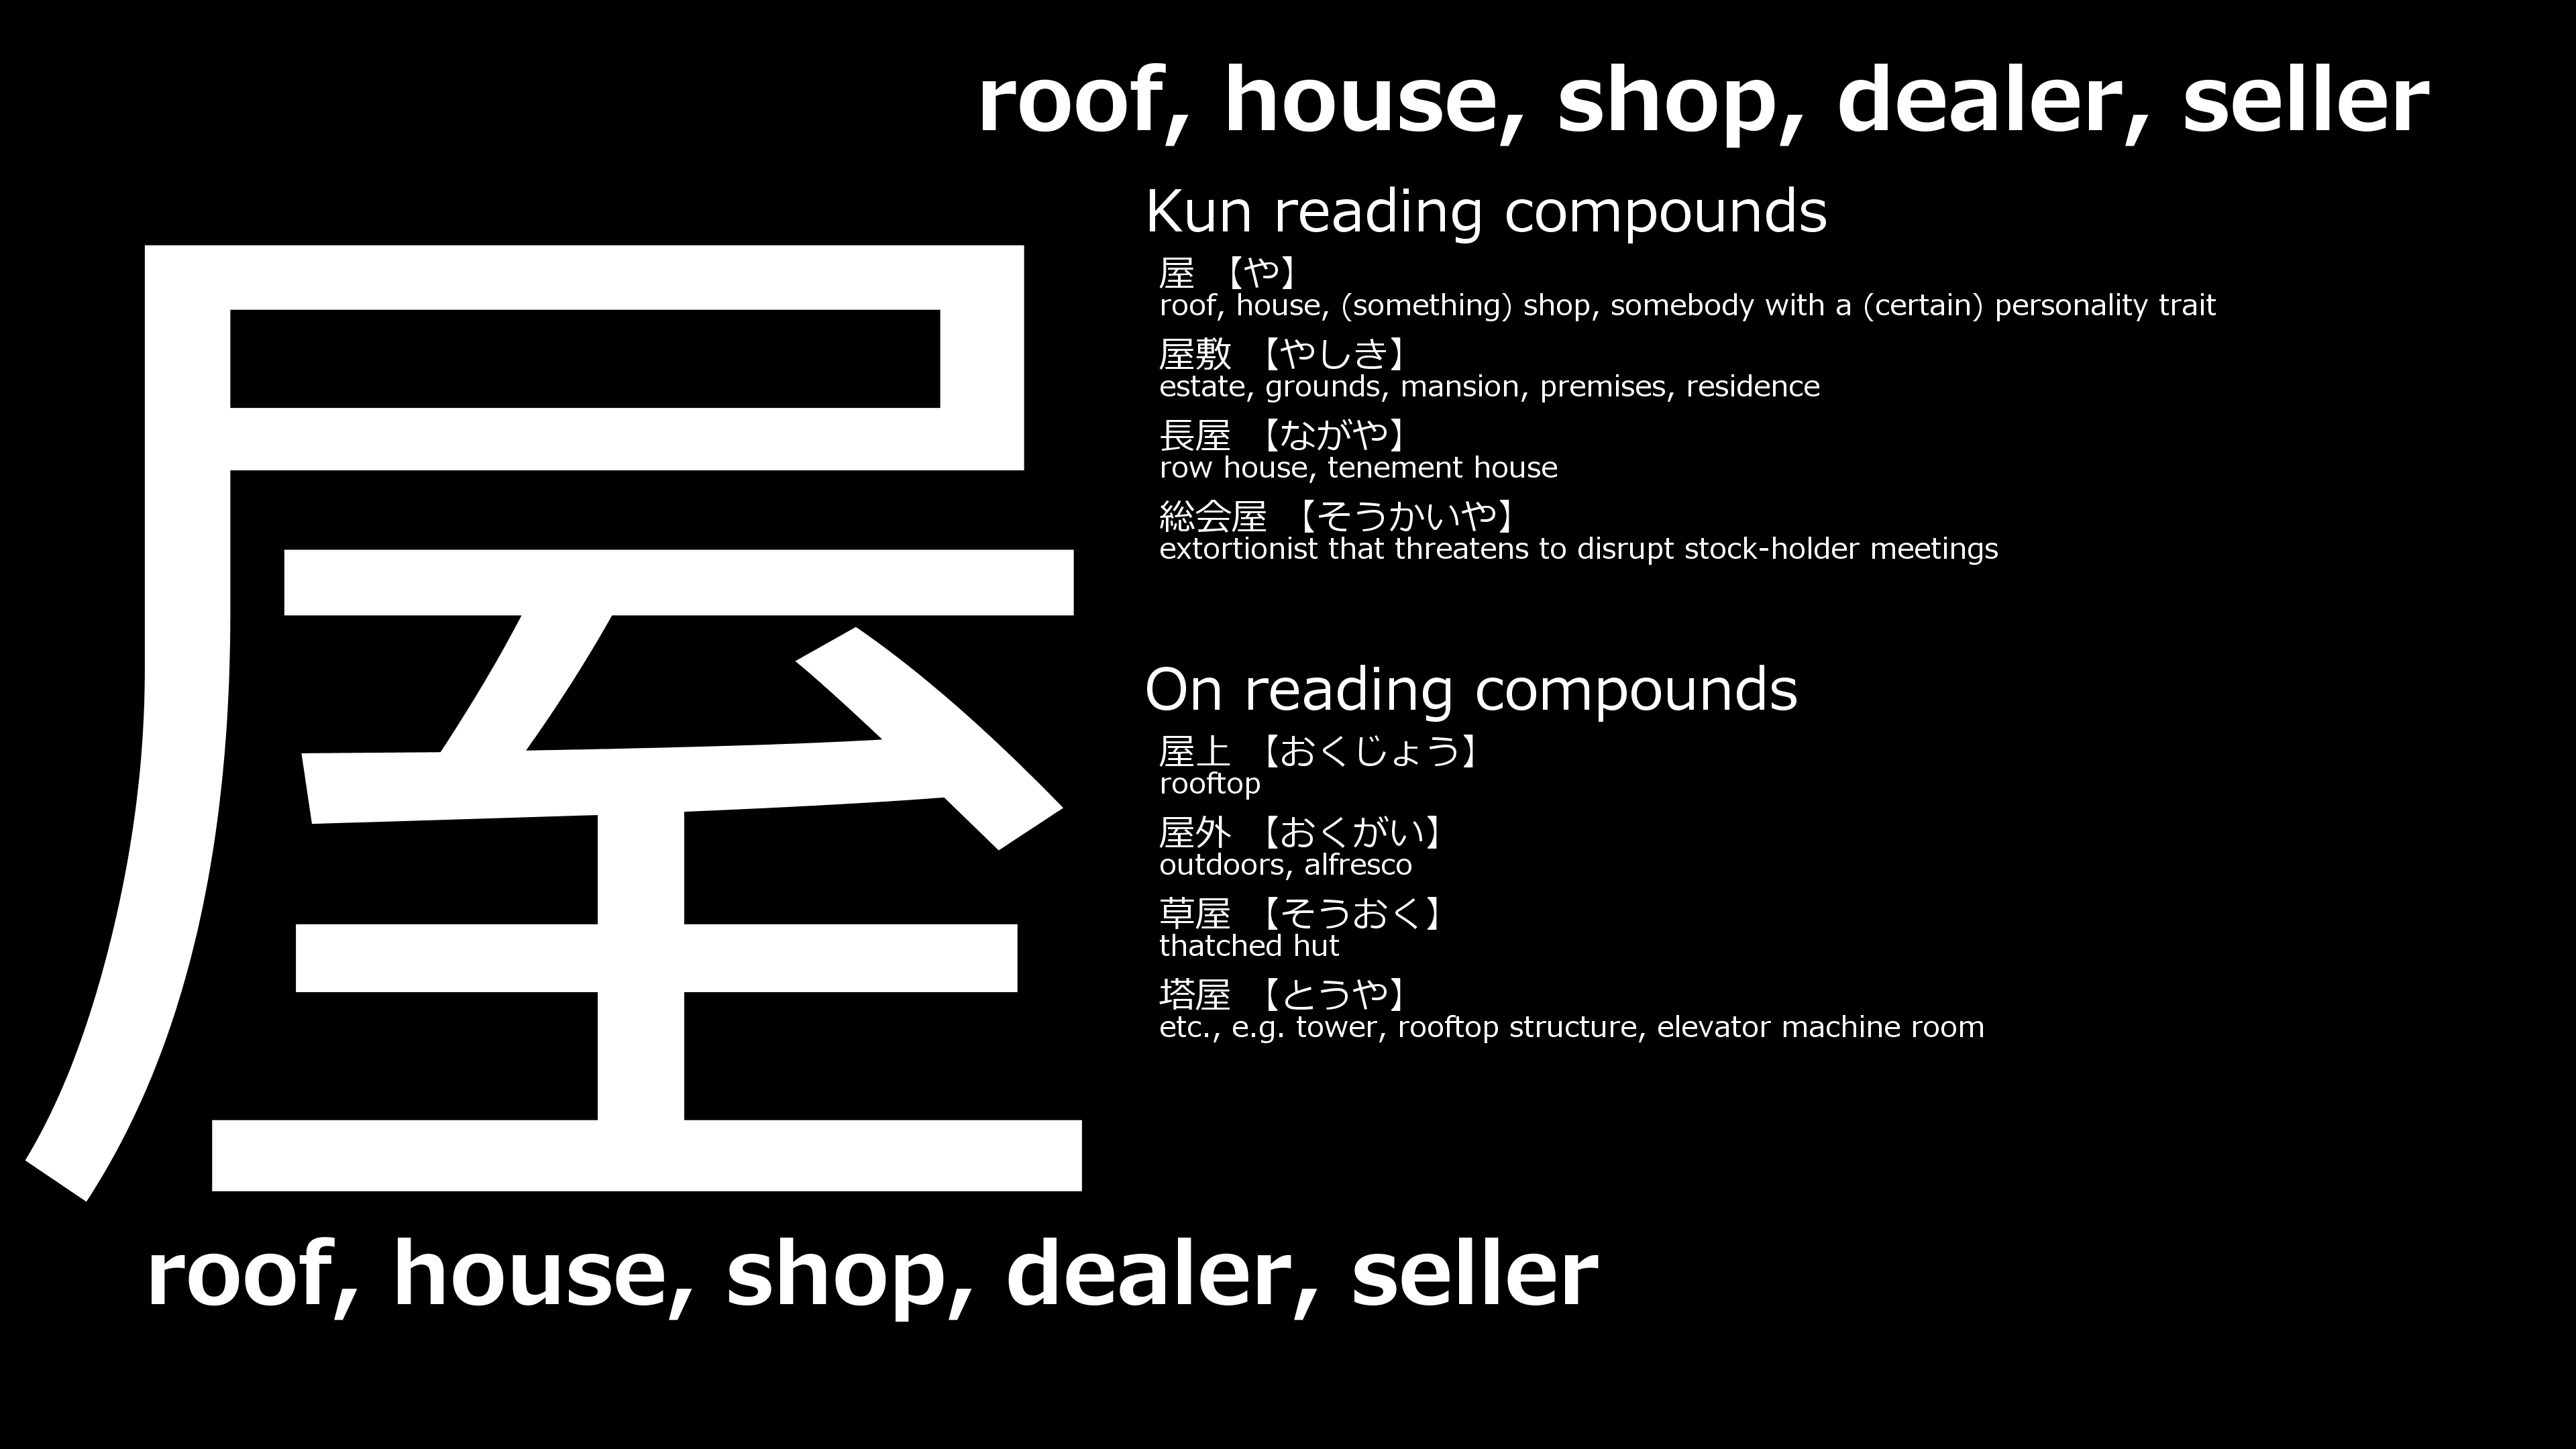 roof, house, shop, dealer, seller
屋
Kun reading compounds
屋 【や】
roof, house, (something) shop, somebody with a (certain) personality trait
屋敷 【やしき】
estate, grounds, mansion, premises, residence
長屋 【ながや】
row house, tenement house
総会屋 【そうかいや】
extortionist that threatens to disrupt stock-holder meetings
On reading compounds
屋上 【おくじょう】
rooftop
屋外 【おくがい】
outdoors, alfresco
草屋 【そうおく】
thatched hut
塔屋 【とうや】
etc., e.g. tower, rooftop structure, elevator machine room
roof, house, shop, dealer, seller